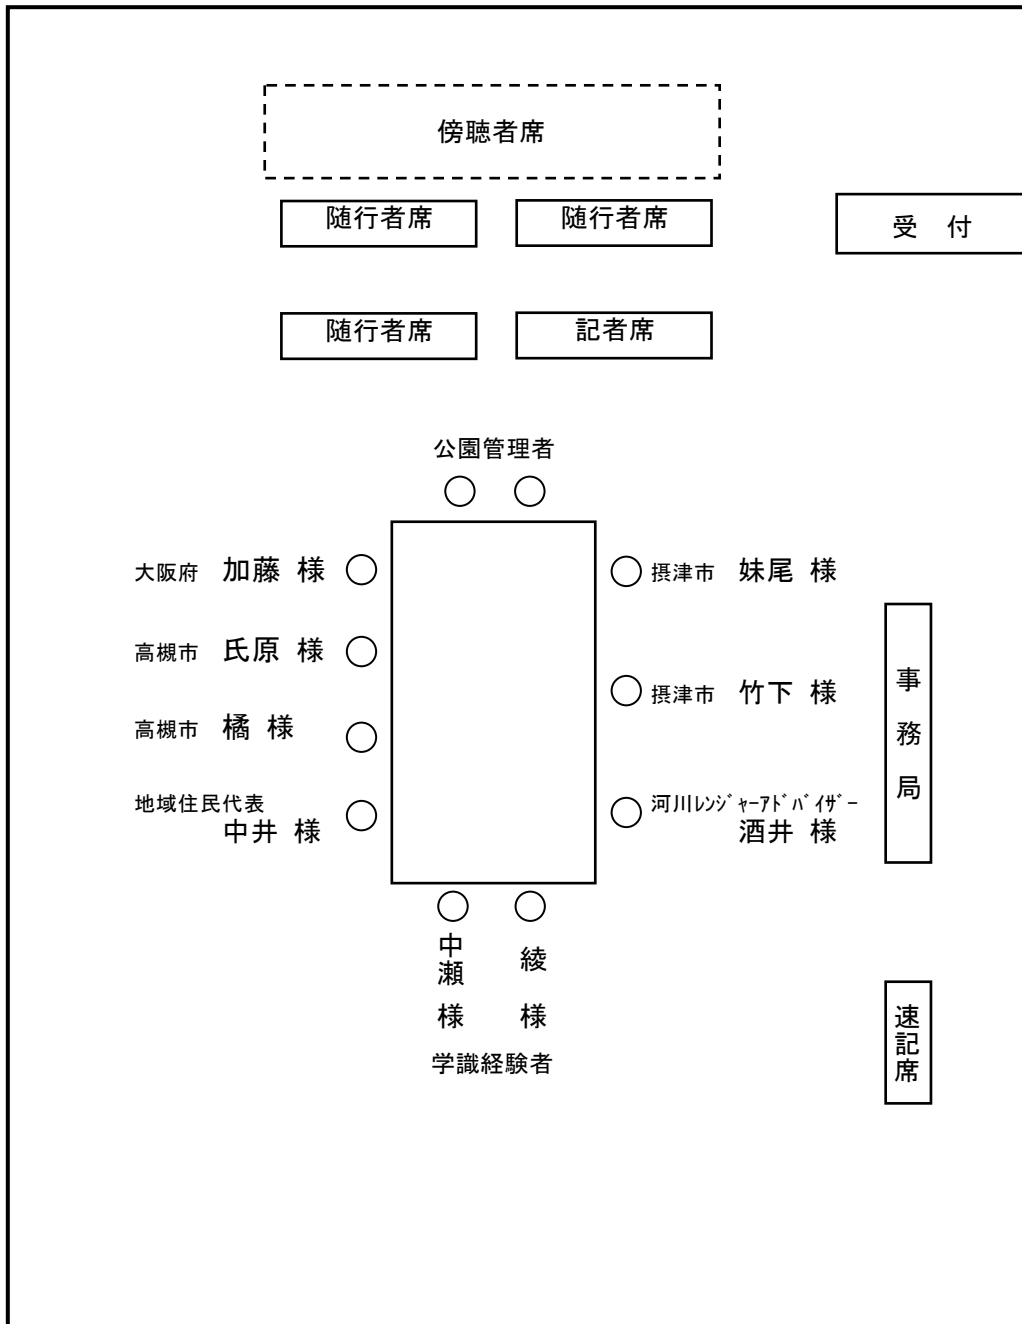 傍聴者席
随行者席 随行者席
受 付
随行者席 記者席
公園管理者
大阪府 加藤 様
摂津市 妹尾 様
高槻市 氏原 様
摂津市 竹下 様
高槻市 橘 様
地域住民代表
中井 様
河川ﾚﾝｼﾞｬｰｱﾄﾞﾊﾞｲｻﾞｰ
酒井 様
事務局
中瀬 様
綾 様
学識経験者
速記席